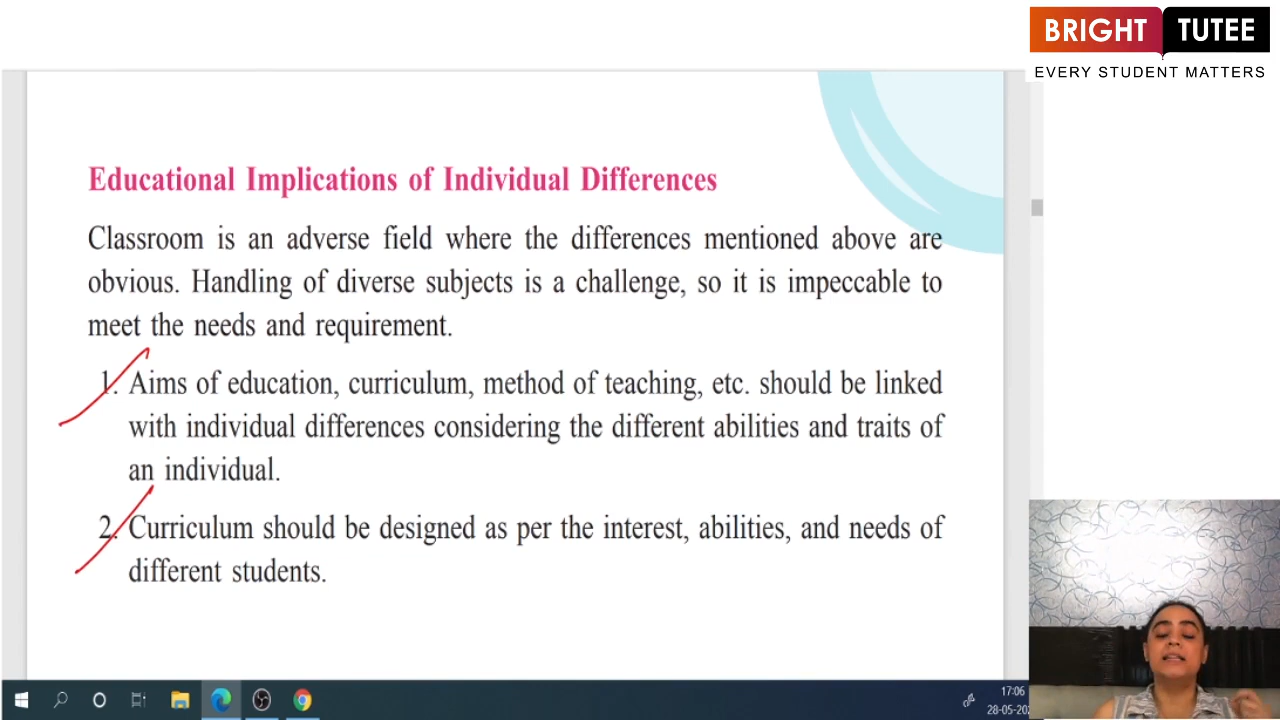 BRIGHT TUTEE
EVERY STUDENT MATTERS
Educational Implications of Individual Differences
Classroom is an adverse field where the differences mentioned above are
obvious. Handling of diverse subjects is a challenge, so it is impeccable to
meet the needs and requirement.
1. Aims of education, curriculum, method of teaching, etc. should be linked
with individual differences considering the different abilities and traits of
an individual.
2. Curriculum should be designed as per the interest, abilities, and needs of
different students.
17:06
28-05-20